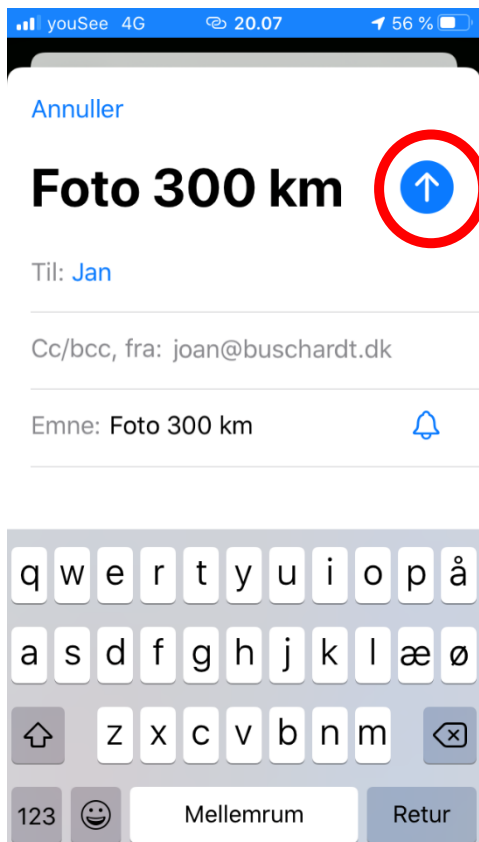 youSee 4G 20.07 56 %
Annuller
Foto 300 km
Til: Jan
Cc/bcc, fra: joan@buschardt.dk
Emne: Foto 300 km
q w e r t y u i o p å
a s d f g h j k l æ ø
z x c v b n m
123 Mellemrum Retur